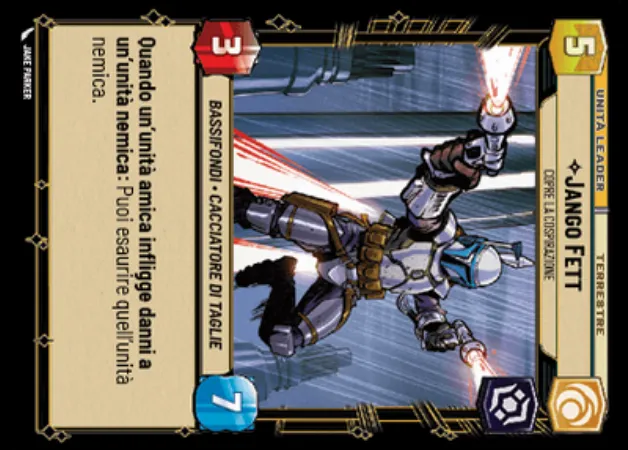 5
UNITÀ LEADER
TERRESTRE
JANGO FETT
COPRE LA COSPIRAZIONE
3
7
BASSIFONDI • CACCIATORE DI TAGLIE
Quando un'unità amica infligge danni a
un'unità nemica: Puoi esaurire quell'unità
nemica.
JAKE PARKER